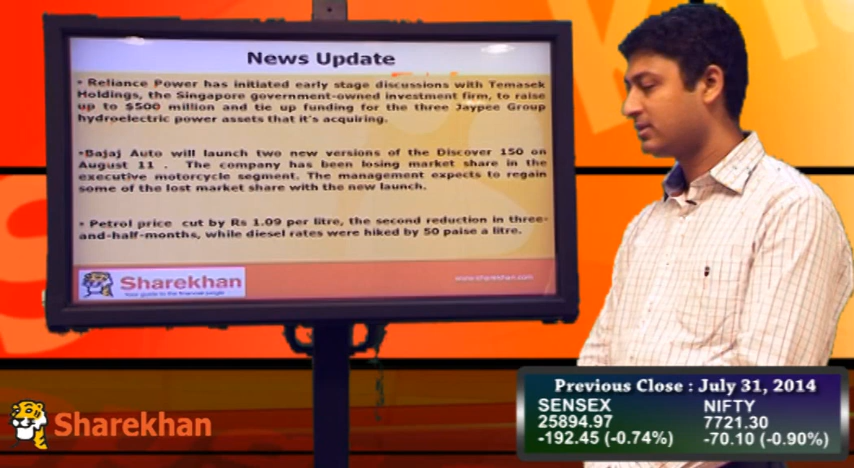 News Update
• Reliance Power has initiated early stage discussions with Temasek
Holdings, the Singapore government-owned investment firm, to raise
up to $500 million and tie up funding for the three Jaypee Group
hydroelectric power assets that it's acquiring.
• Bajaj Auto will launch two new versions of the Discover 150 on
August 11 . The company has been losing market share in the
executive motorcycle segment. The management expects to regain
some of the lost market share with the new launch.
• Petrol price cut by Rs 1.09 per litre, the second reduction in three-
and-half-months, while diesel rates were hiked by 50 paise a litre.
Sharekhan
Your guide to the financial jungle
www.sharekhan.com
Sharekhan
Previous Close : July 31, 2014
SENSEX NIFTY
25894.97 7721.30
-192.45 (-0.74%) -70.10 (-0.90%)